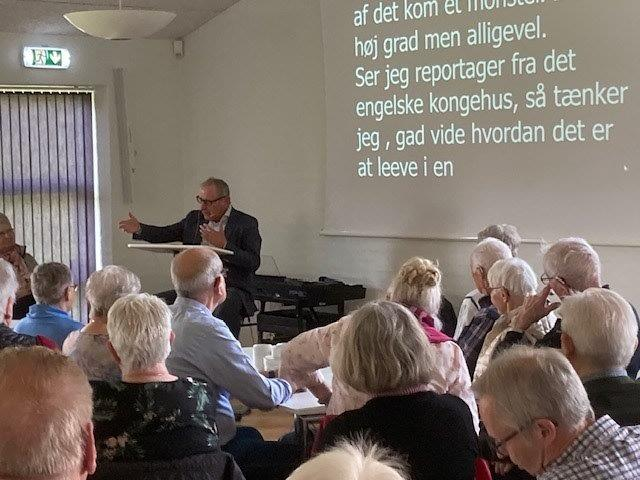 af det kom et monster.
høj grad men alligevel.
Ser jeg reportager fra det
engelske kongehus, så tænker
jeg , gad vide hvordan det er
at leeve i en